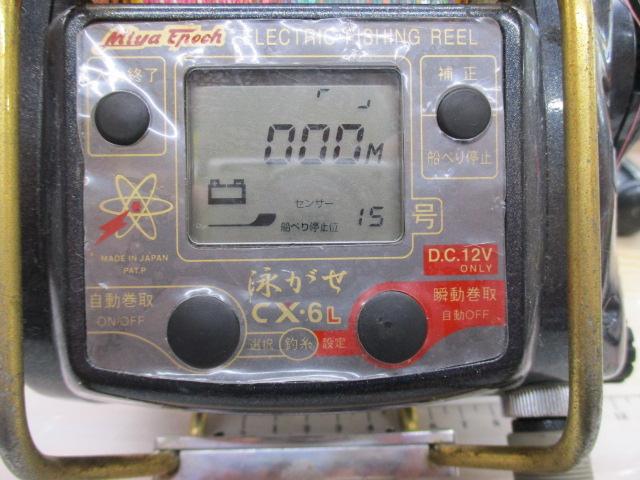 Miya Epoch ELECTRIC FISHING REEL
終了
補正
船べり停止
000M
センサー
船べり停止位 15
号
MADE IN JAPAN
PAT.P
D.C.12V
ONLY
泳がせ
CX・6L
自動巻取
ON/OFF
瞬動巻取
自動OFF
選択 釣糸 設定